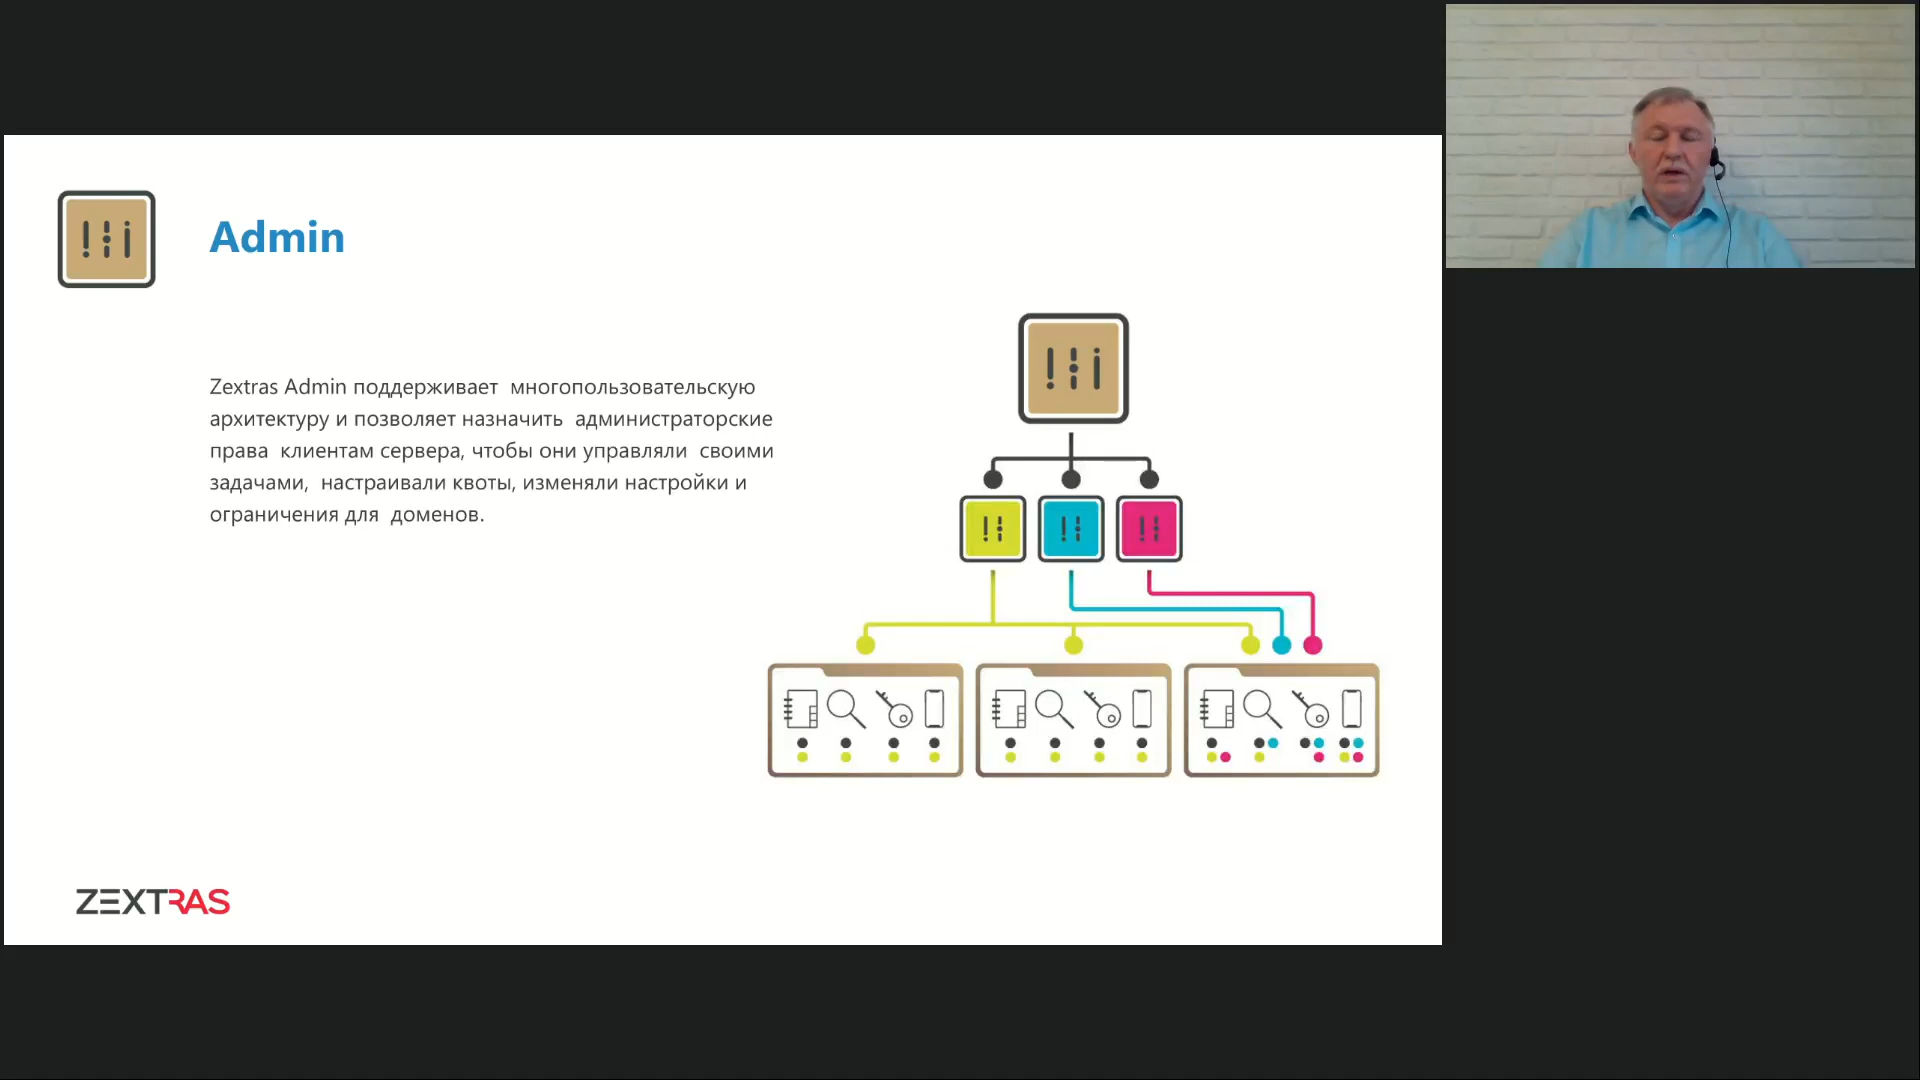 Admin
Zextras Admin поддерживает многопользовательскую
архитектуру и позволяет назначить администраторские
права клиентам сервера, чтобы они управляли своими
задачами, настраивали квоты, изменяли настройки и
ограничения для доменов.
ZEXTRAS